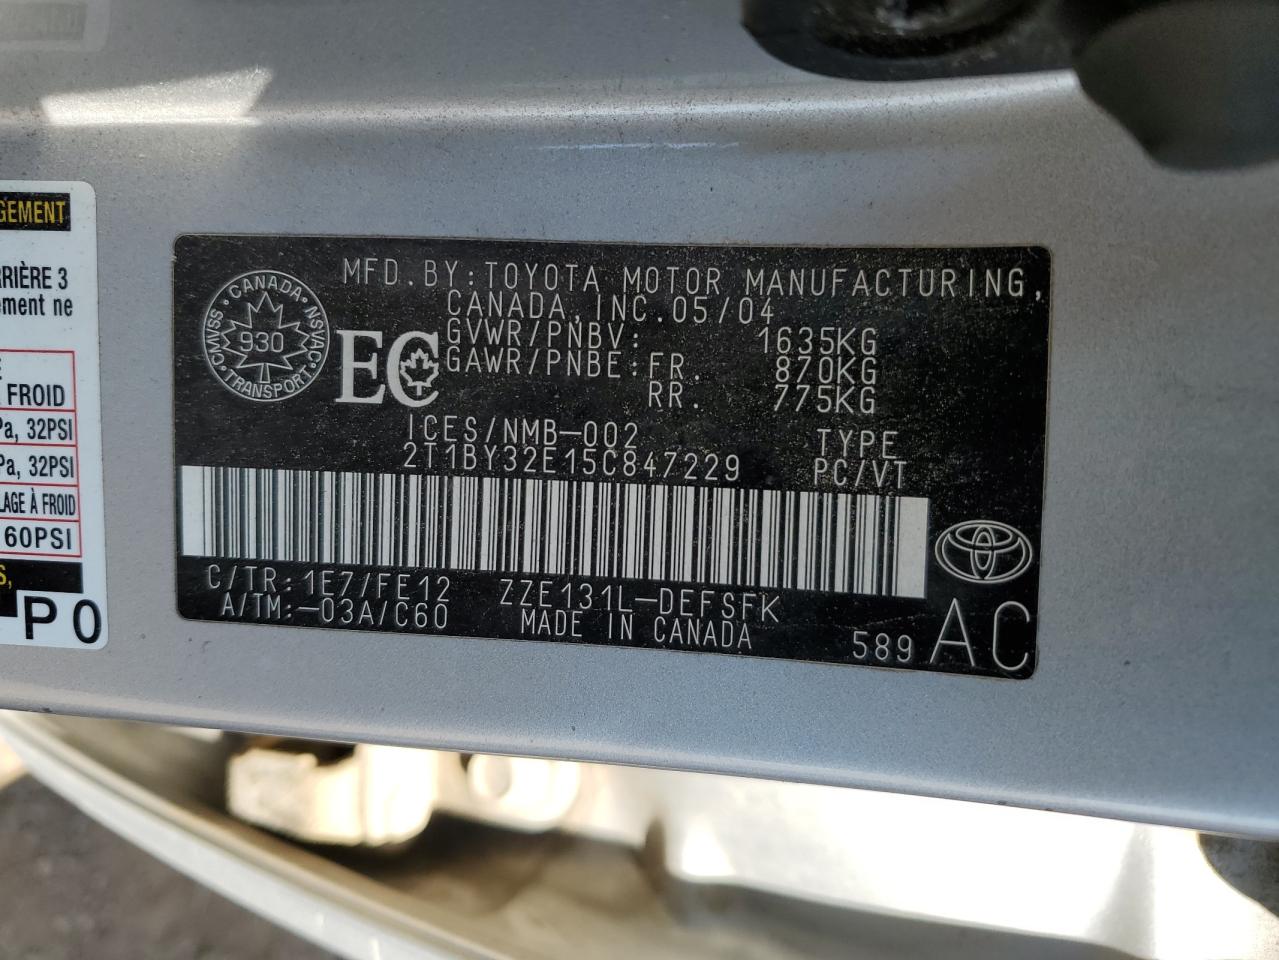 GEMENT
RIÈRE 3
ement ne
E
FROID
Pa, 32PSI
Pa, 32PSI
LAGE À FROID
60PSI
S,
P0
MFD.BY:TOYOTA MOTOR MANUFACTURING,
CANADA,INC.05/04
GVWR/PNBV: 1635KG
GAWR/PNBE:FR. 870KG
RR. 775KG
CANADA
CMVSS NSVAC
930
TRANSPORT
EC
ICES/NMB-002 TYPE
2T1BY32E15C847229 PC/VT
C/TR:1E7/FE12 ZZE131L-DEFSFK
A/TM:-03A/C60 MADE IN CANADA 589 AC